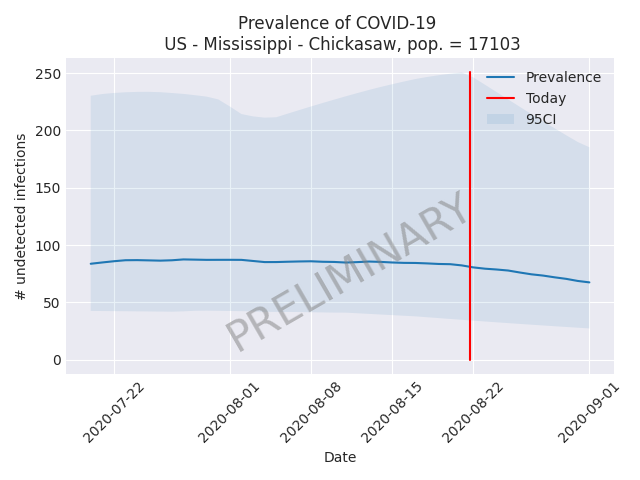 Prevalence of COVID-19
US - Mississippi - Chickasaw, pop. = 17103
250
200
150
100
50
0
# undetected infections
Prevalence
Today
95CI
PRELIMINARY
2020-07-22
2020-08-01
2020-08-08
2020-08-15
2020-08-22
2020-09-01
Date